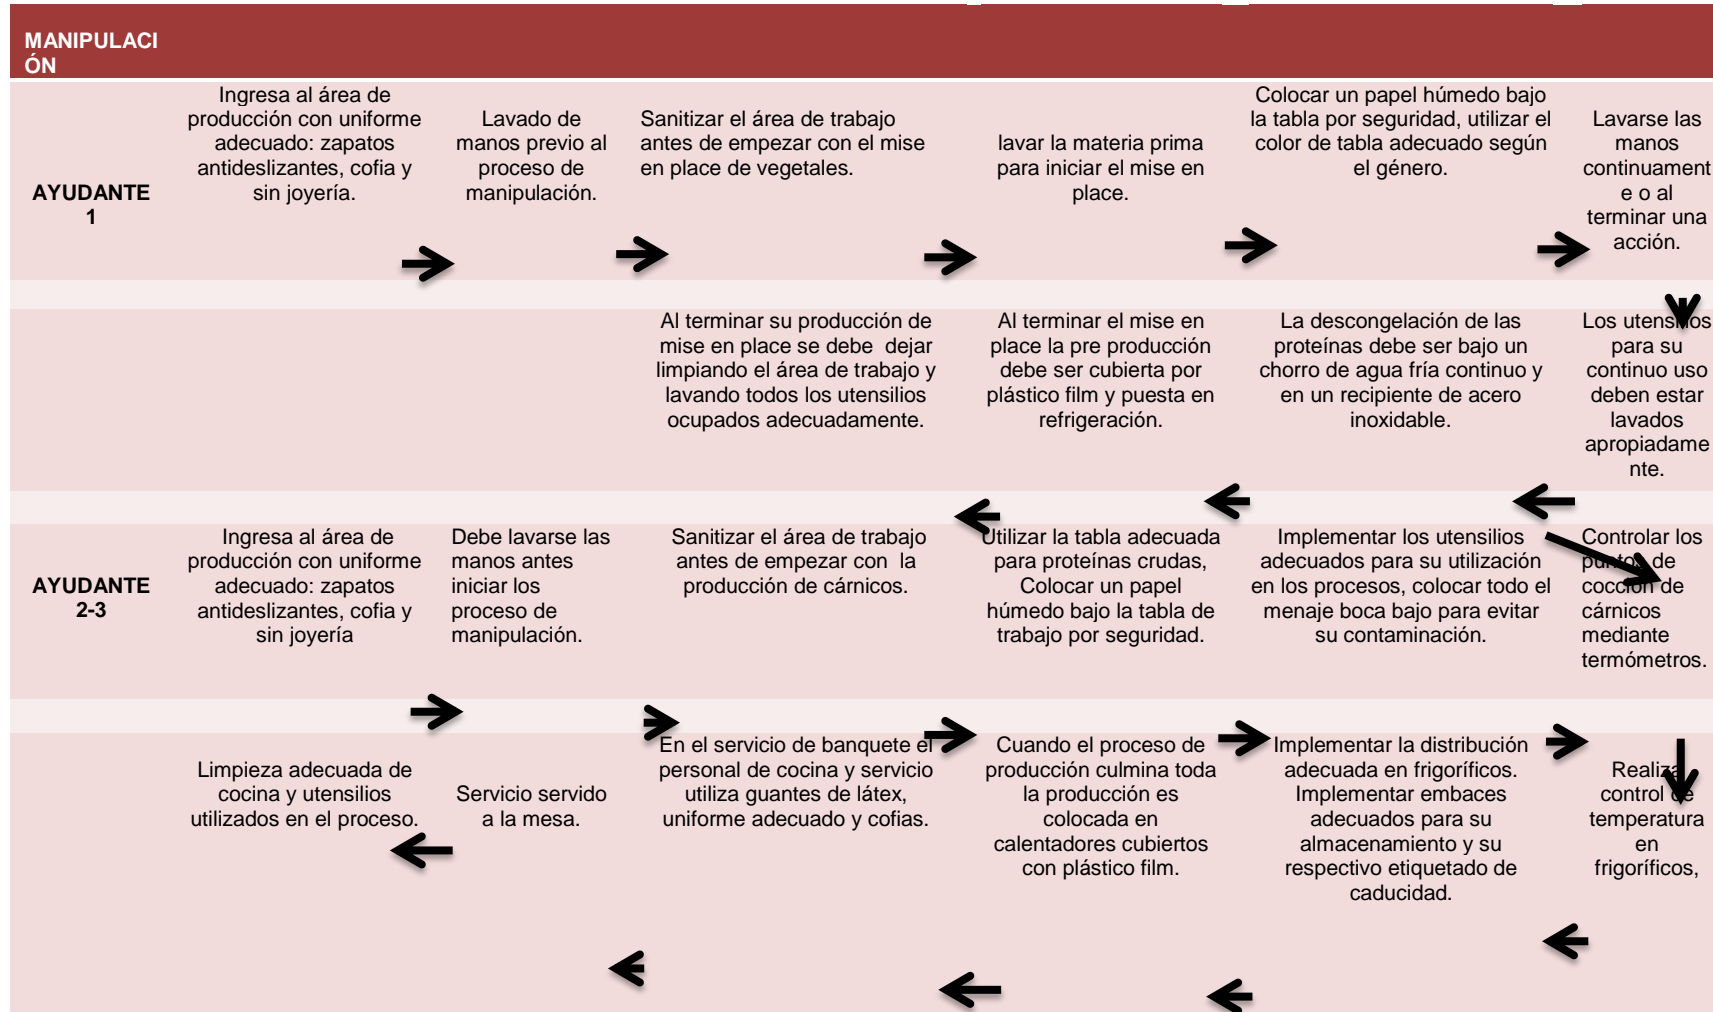 MANIPULACI
ÓN
AYUDANTE
1
Ingresa al área de
producción con uniforme
adecuado: zapatos
antideslizantes, cofia y
sin joyería.
Lavado de
manos previo al
proceso de
manipulación.
Sanitizar el área de trabajo
antes de empezar con el mise
en place de vegetales.
lavar la materia prima
para iniciar el mise en
place.
Colocar un papel húmedo bajo
la tabla por seguridad, utilizar el
color de tabla adecuado según
el género.
Lavarse las
manos
continuament
e o al
terminar una
acción.
Al terminar su producción de
mise en place se debe  dejar
limpiando el área de trabajo y
lavando todos los utensilios
ocupados adecuadamente.
Al terminar el mise en
place la pre producción
debe ser cubierta por
plástico film y puesta en
refrigeración.
La descongelación de las
proteínas debe ser bajo un
chorro de agua fría continuo y
en un recipiente de acero
inoxidable.
Los utensilios
para su
continuo uso
deben estar
lavados
apropiadame
nte.
AYUDANTE
2-3
Ingresa al área de
producción con uniforme
adecuado: zapatos
antideslizantes, cofia y
sin joyería
Debe lavarse las
manos antes
iniciar los
proceso de
manipulación.
Sanitizar el área de trabajo
antes de empezar con  la
producción de cárnicos.
Utilizar la tabla adecuada
para proteínas crudas,
Colocar un papel
húmedo bajo la tabla de
trabajo por seguridad.
Implementar los utensilios
adecuados para su utilización
en los procesos, colocar todo el
menaje boca bajo para evitar
su contaminación.
Controlar los
puntos de
cocción de
cárnicos
mediante
termómetros.
Limpieza adecuada de
cocina y utensilios
utilizados en el proceso.
Servicio servido
a la mesa.
En el servicio de banquete el
personal de cocina y servicio
utiliza guantes de látex,
uniforme adecuado y cofias.
Cuando el proceso de
producción culmina toda
la producción es
colocada en
calentadores cubiertos
con plástico film.
Implementar la distribución
adecuada en frigoríficos.
Implementar embaces
adecuados para su
almacenamiento y su
respectivo etiquetado de
caducidad.
Realiza
control de
temperatura
en
frigoríficos,